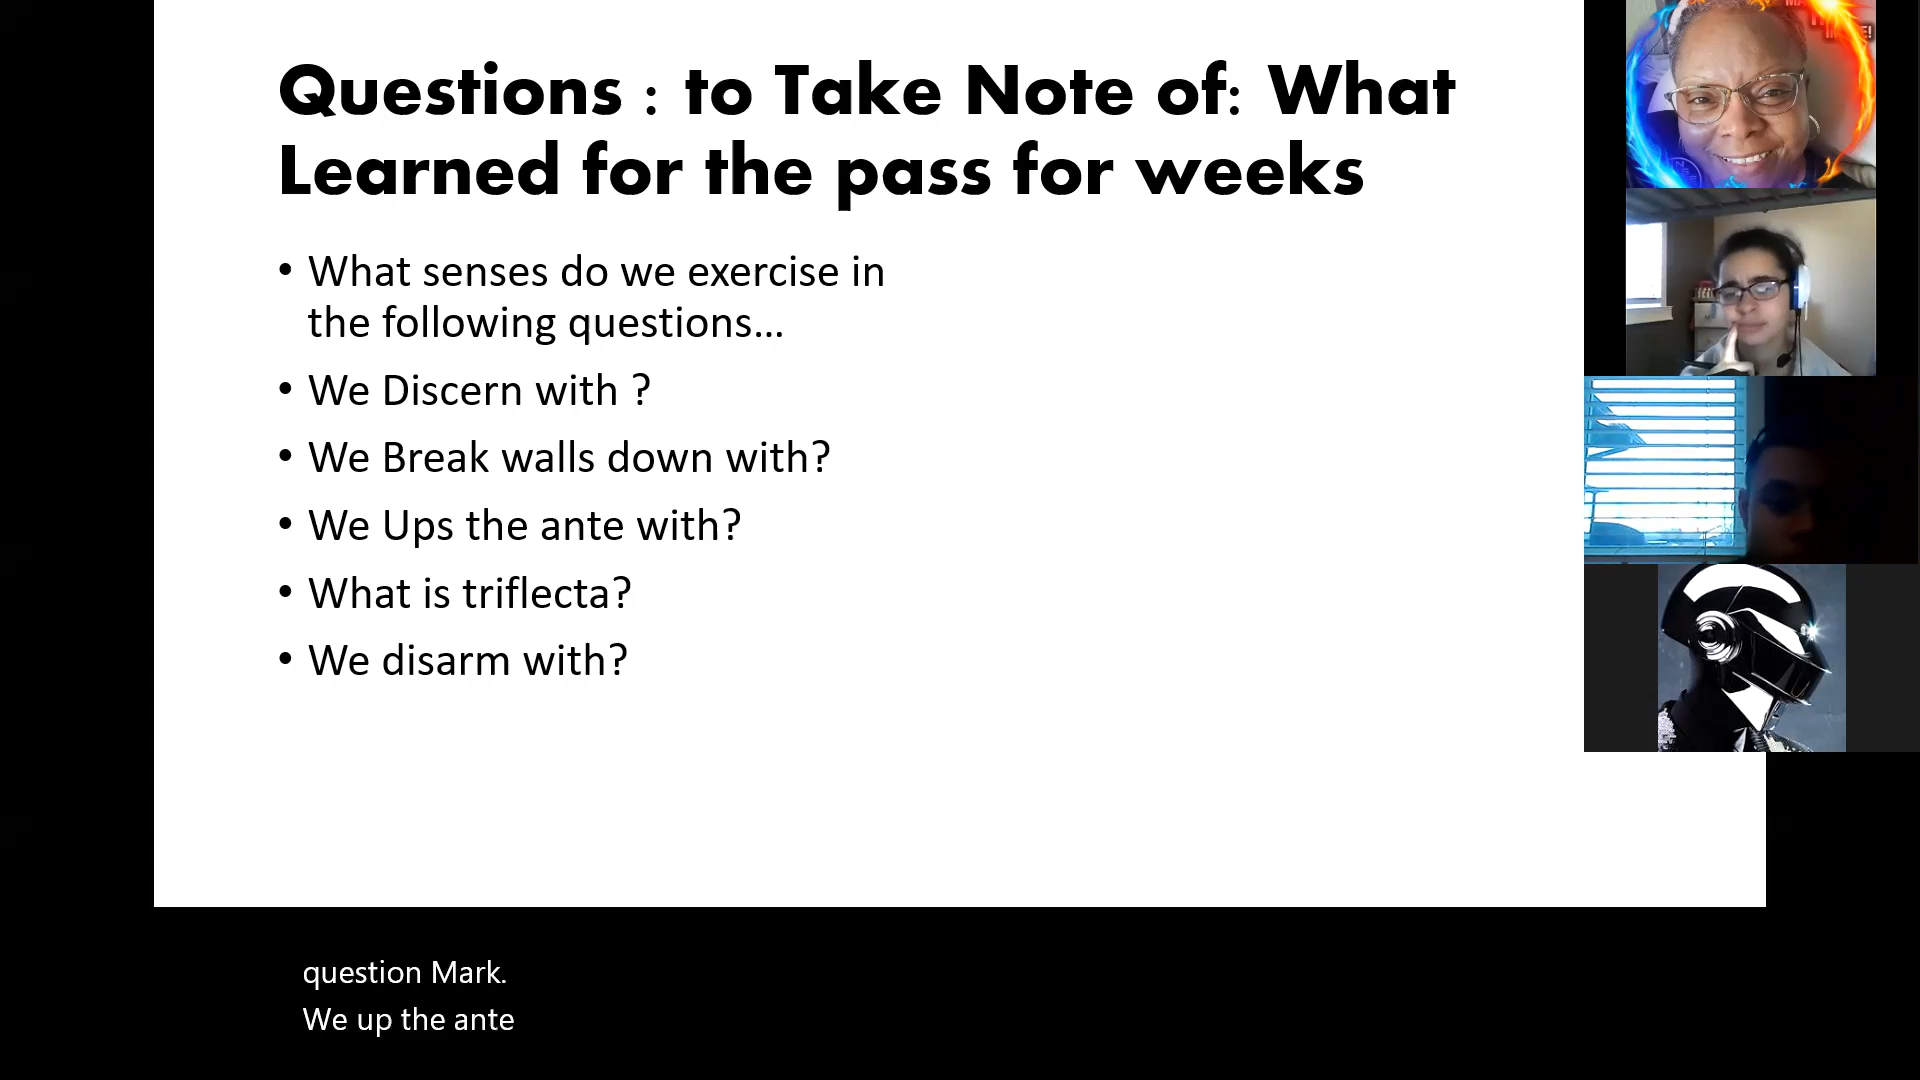 Questions : to Take Note of: What
Learned for the pass for weeks
• What senses do we exercise in
the following questions...
• We Discern with ?
• We Break walls down with?
• We Ups the ante with?
• What is triflecta?
• We disarm with?
question Mark.
We up the ante